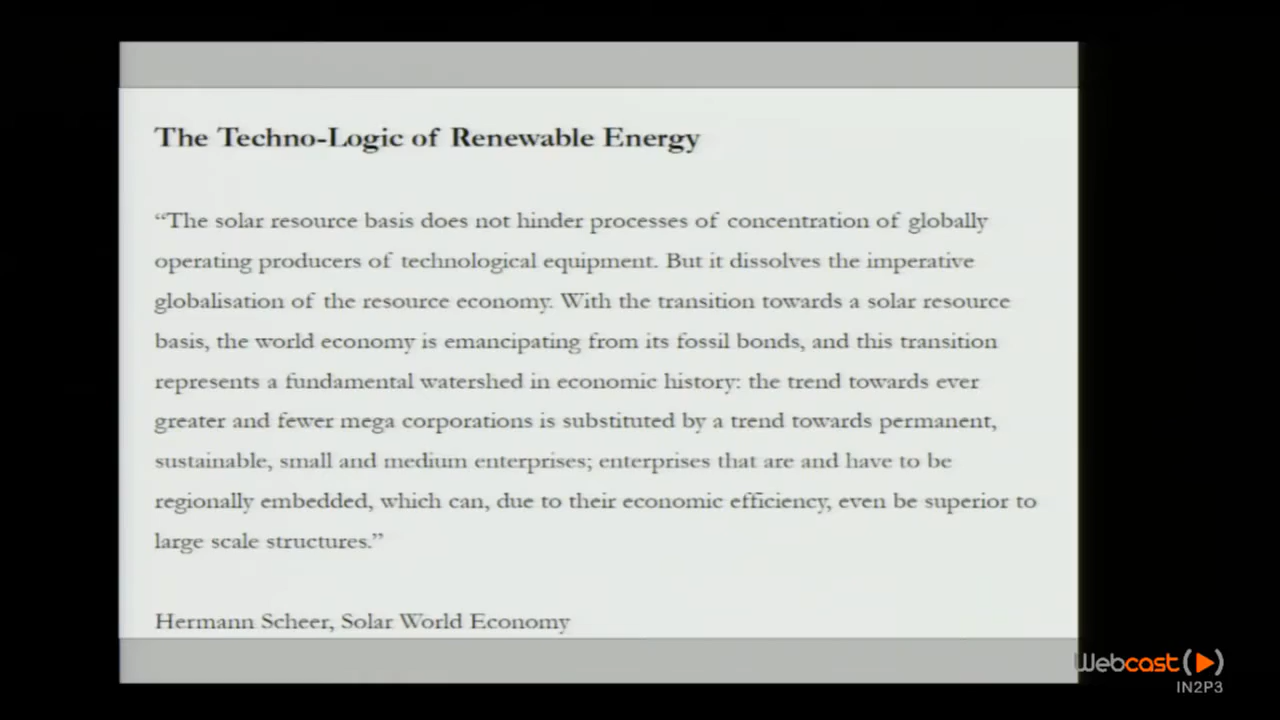 The Techno-Logic of Renewable Energy
“The solar resource basis does not hinder processes of concentration of globally
operating producers of technological equipment. But it dissolves the imperative
globalisation of the resource economy. With the transition towards a solar resource
basis, the world economy is emancipating from its fossil bonds, and this transition
represents a fundamental watershed in economic history: the trend towards ever
greater and fewer mega corporations is substituted by a trend towards permanent,
sustainable, small and medium enterprises; enterprises that are and have to be
regionally embedded, which can, due to their economic efficiency, even be superior to
large scale structures.”
Hermann Scheer, Solar World Economy
Webcast
IN2P3